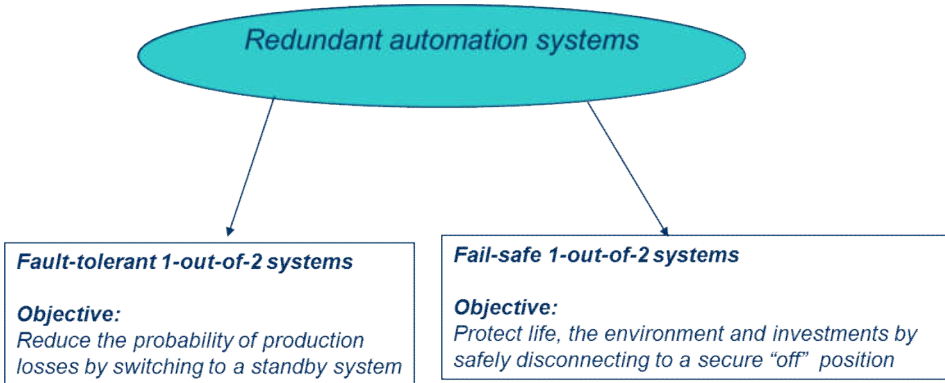 Redundant automation systems
Fault-tolerant 1-out-of-2 systems
Objective:
Reduce the probability of production
losses by switching to a standby system
Fail-safe 1-out-of-2 systems
Objective:
Protect life, the environment and investments by
safely disconnecting to a secure “off” position